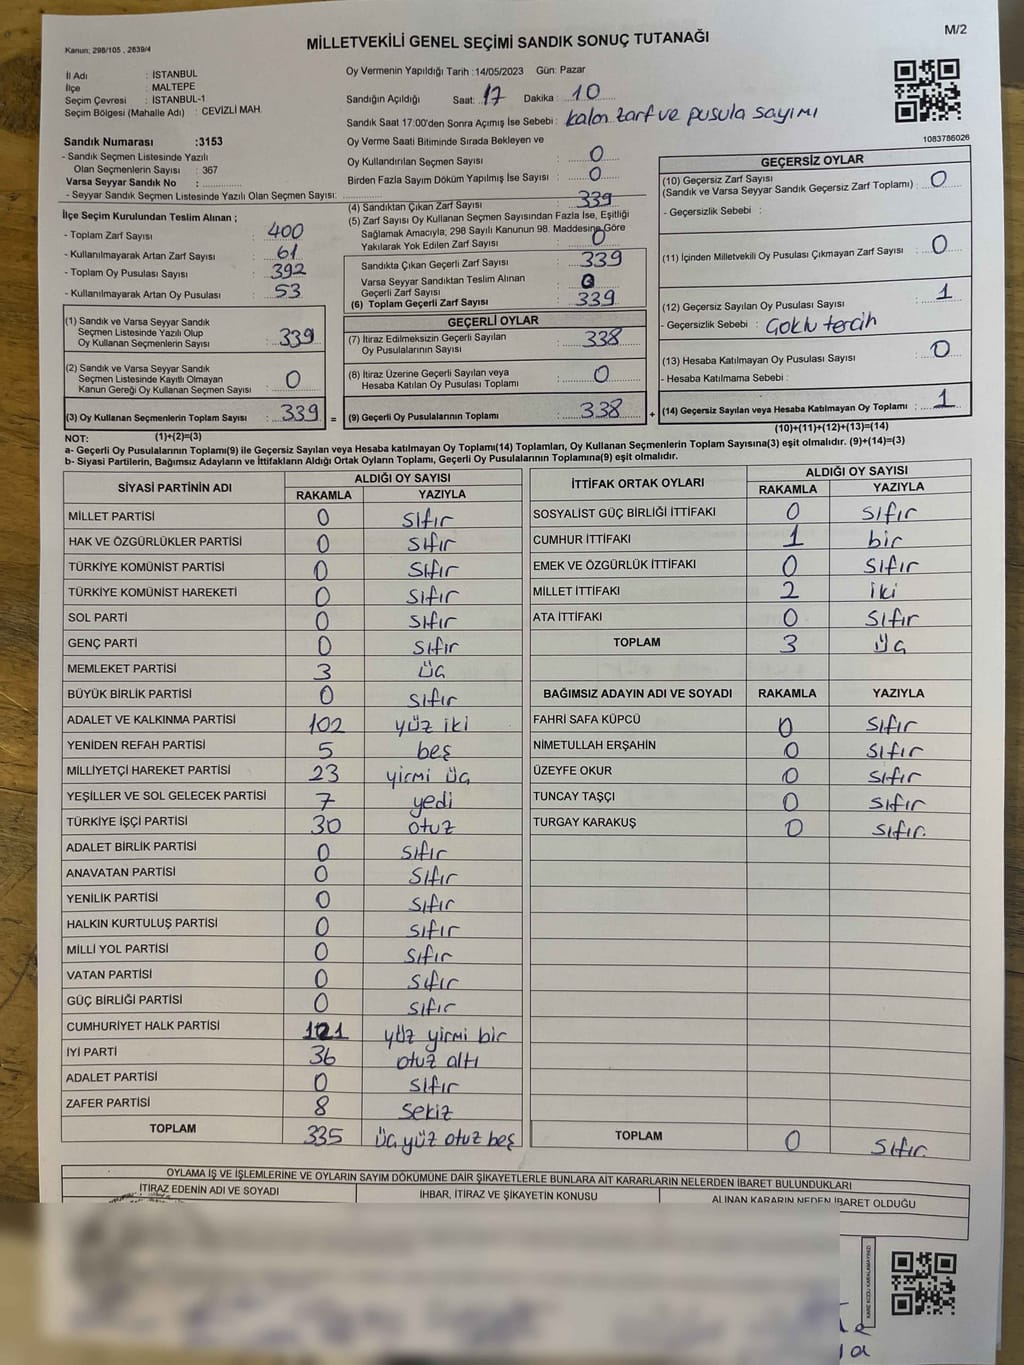 Kanun; 298/105 , 2839/4
MİLLETVEKİLİ GENEL SEÇİMİ SANDIK SONUÇ TUTANAĞI
M/2
İl Adı : İSTANBUL
İlçe : MALTEPE
Seçim Çevresi : İSTANBUL-1
Seçim Bölgesi (Mahalle Adı) : CEVİZLİ MAH.
Sandık Numarası :3153
- Sandık Seçmen Listesinde Yazılı
Olan Seçmenlerin Sayısı : 367
Varsa Seyyar Sandık No :
- Seyyar Sandık Seçmen Listesinde Yazılı Olan Seçmen Sayısı:
Oy Vermenin Yapıldığı Tarih :14/05/2023 Gün: Pazar
Sandığın Açıldığı Saat: 17 Dakika : 10
Sandık Saat 17:00'den Sonra Açımış İse Sebebi : kalan zarf ve pusula sayımı
Oy Verme Saati Bitiminde Sırada Bekleyen ve
Oy Kullandırılan Seçmen Sayısı : 0
Birden Fazla Sayım Döküm Yapılmış İse Sayısı : 0
1083786026
İlçe Seçim Kurulundan Teslim Alınan ;
- Toplam Zarf Sayısı : 400
- Kullanılmayarak Artan Zarf Sayısı : 61
- Toplam Oy Pusulası Sayısı : 392
- Kullanılmayarak Artan Oy Pusulası : 53
(4) Sandıktan Çıkan Zarf Sayısı : 339
(5) Zarf Sayısı Oy Kullanan Seçmen Sayısından Fazla İse, Eşitliği
Sağlamak Amacıyla; 298 Sayılı Kanunun 98. Maddesine Göre
Yakılarak Yok Edilen Zarf Sayısı : 0
Sandıkta Çıkan Geçerli Zarf Sayısı : 339
Varsa Seyyar Sandıktan Teslim Alınan
Geçerli Zarf Sayısı : 0
(6) Toplam Geçerli Zarf Sayısı : 339
GEÇERSİZ OYLAR
(10) Geçersiz Zarf Sayısı
(Sandık ve Varsa Seyyar Sandık Geçersiz Zarf Toplamı) : 0
- Geçersizlik Sebebi :
(11) İçinden Milletvekili Oy Pusulası Çıkmayan Zarf Sayısı : 0
(12) Geçersiz Sayılan Oy Pusulası Sayısı : 1
- Geçersizlik Sebebi : Çoklu tercih
(13) Hesaba Katılmayan Oy Pusulası Sayısı : 0
- Hesaba Katılmama Sebebi :
(1) Sandık ve Varsa Seyyar Sandık
Seçmen Listesinde Yazılı Olup
Oy Kullanan Seçmenlerin Sayısı : 339
(2) Sandık ve Varsa Seyyar Sandık
Seçmen Listesinde Kayıtlı Olmayan
Kanun Gereği Oy Kullanan Seçmen Sayısı : 0
GEÇERLİ OYLAR
(7) İtiraz Edilmeksizin Geçerli Sayılan
Oy Pusulalarının Sayısı : 338
(8) İtiraz Üzerine Geçerli Sayılan veya
Hesaba Katılan Oy Pusulası Toplamı : 0
(3) Oy Kullanan Seçmenlerin Toplam Sayısı : 339 = (9) Geçerli Oy Pusulalarının Toplamı : 338 + (14) Geçersiz Sayılan veya Hesaba Katılmayan Oy Toplamı : 1
NOT: (1)+(2)=(3) (10)+(11)+(12)+(13)=(14)
a- Geçerli Oy Pusulalarının Toplamı(9) ile Geçersiz Sayılan veya Hesaba katılmayan Oy Toplamı(14) Toplamları, Oy Kullanan Seçmenlerin Toplam Sayısına(3) eşit olmalıdır. (9)+(14)=(3)
b- Siyasi Partilerin, Bağımsız Adayların ve İttifakların Aldığı Ortak Oyların Toplamı, Geçerli Oy Pusulalarının Toplamına(9) eşit olmalıdır.
SİYASİ PARTİNİN ADI ALDIĞI OY SAYISI
RAKAMLA YAZIYLA
MİLLET PARTİSİ 0 sıfır
HAK VE ÖZGÜRLÜKLER PARTİSİ 0 sıfır
TÜRKİYE KOMÜNİST PARTİSİ 0 sıfır
TÜRKİYE KOMÜNİST HAREKETİ 0 sıfır
SOL PARTİ 0 sıfır
GENÇ PARTİ 0 sıfır
MEMLEKET PARTİSİ 3 üç
BÜYÜK BİRLİK PARTİSİ 0 sıfır
ADALET VE KALKINMA PARTİSİ 102 yüz iki
YENİDEN REFAH PARTİSİ 5 beş
MİLLİYETÇİ HAREKET PARTİSİ 23 yirmi üç
YEŞİLLER VE SOL GELECEK PARTİSİ 7 yedi
TÜRKİYE İŞÇİ PARTİSİ 30 otuz
ADALET BİRLİK PARTİSİ 0 sıfır
ANAVATAN PARTİSİ 0 sıfır
YENİLİK PARTİSİ 0 sıfır
HALKIN KURTULUŞ PARTİSİ 0 sıfır
MİLLİ YOL PARTİSİ 0 sıfır
VATAN PARTİSİ 0 sıfır
GÜÇ BİRLİĞİ PARTİSİ 0 sıfır
CUMHURİYET HALK PARTİSİ 121 yüz yirmi bir
İYİ PARTİ 36 otuz altı
ADALET PARTİSİ 0 sıfır
ZAFER PARTİSİ 8 sekiz
TOPLAM 335 üç yüz otuz beş
İTTİFAK ORTAK OYLARI ALDIĞI OY SAYISI
RAKAMLA YAZIYLA
SOSYALİST GÜÇ BİRLİĞİ İTTİFAKI 0 sıfır
CUMHUR İTTİFAKI 1 bir
EMEK VE ÖZGÜRLÜK İTTİFAKI 0 sıfır
MİLLET İTTİFAKI 2 iki
ATA İTTİFAKI 0 sıfır
TOPLAM 3 üç
BAĞIMSIZ ADAYIN ADI VE SOYADI RAKAMLA YAZIYLA
FAHRİ SAFA KÜPCÜ 0 sıfır
NİMETULLAH ERŞAHİN 0 sıfır
ÜZEYFE OKUR 0 sıfır
TUNCAY TAŞÇI 0 sıfır
TURGAY KARAKUŞ 0 sıfır
TOPLAM 0 sıfır
OYLAMA İŞ VE İŞLEMLERİNE VE OYLARIN SAYIM DÖKÜMÜNE DAİR ŞİKAYETLERLE BUNLARA AİT KARARLARIN NELERDEN İBARET BULUNDUKLARI
İTİRAZ EDENİN ADI VE SOYADI İHBAR, İTİRAZ VE ŞİKAYETİN KONUSU ALINAN KARARIN NEDEN İBARET OLDUĞU